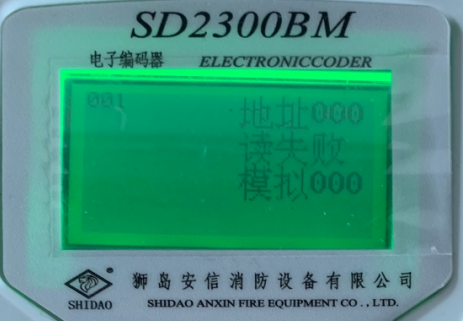 SD2300BM
电子编码器 ELECTRONICCODER
001
地址000
读失败
模拟000
狮岛安信消防设备有限公司
SHIDAO
SHIDAO ANXIN FIRE EQUIPMENT CO., LTD.